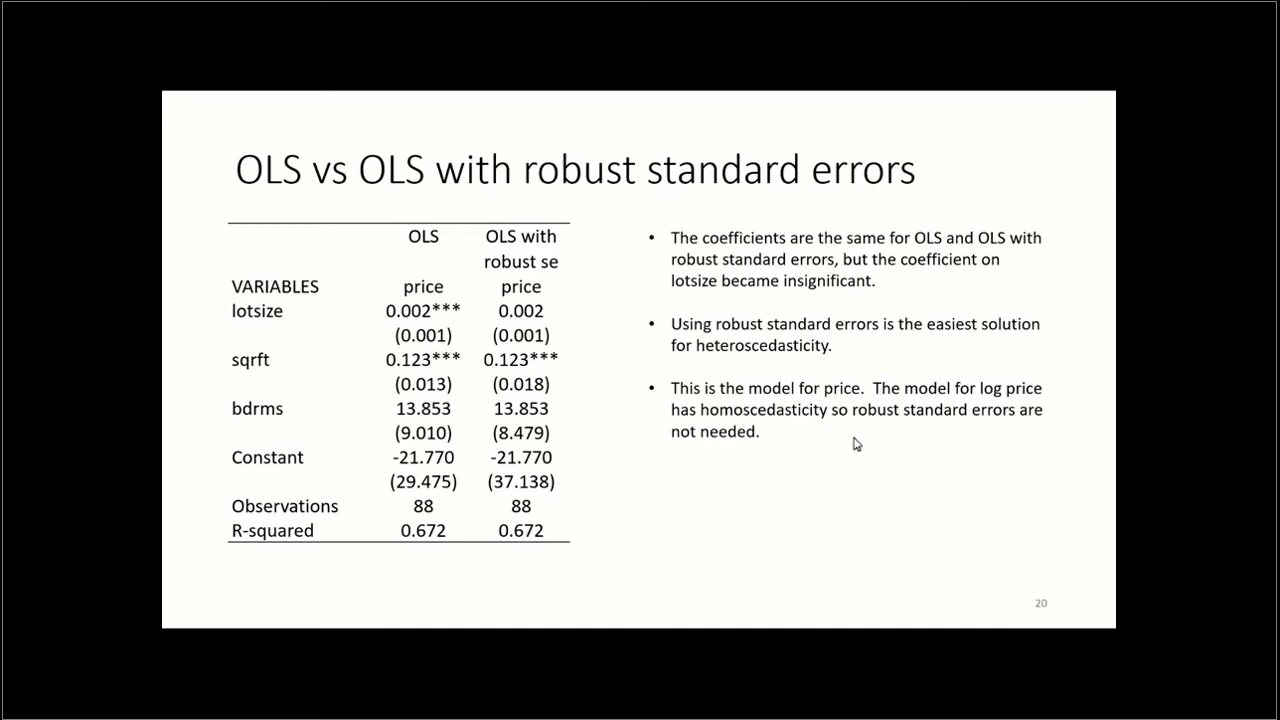 OLS vs OLS with robust standard errors
OLS OLS with
robust se
VARIABLES price price
lotsize 0.002*** 0.002
(0.001) (0.001)
sqrft 0.123*** 0.123***
(0.013) (0.018)
bdrms 13.853 13.853
(9.010) (8.479)
Constant -21.770 -21.770
(29.475) (37.138)
Observations 88 88
R-squared 0.672 0.672
• The coefficients are the same for OLS and OLS with
robust standard errors, but the coefficient on
lotsize became insignificant.
• Using robust standard errors is the easiest solution
for heteroscedasticity.
• This is the model for price. The model for log price
has homoscedasticity so robust standard errors are
not needed.
20